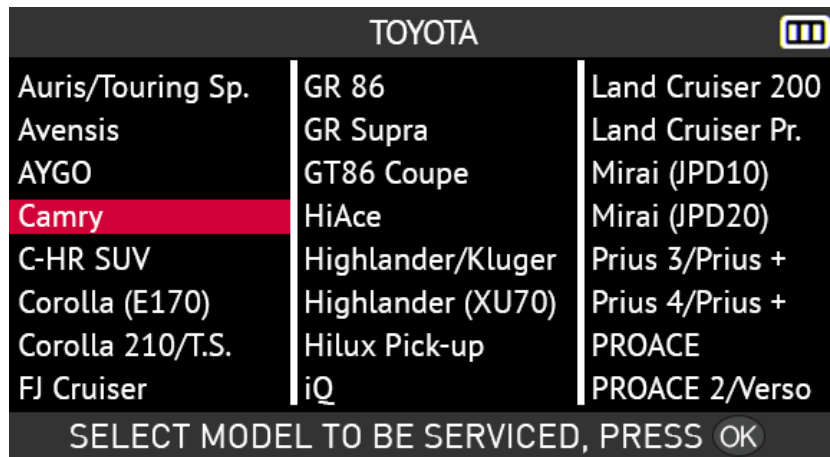 TOYOTA
Auris/Touring Sp.
Avensis
AYGO
Camry
C-HR SUV
Corolla (E170)
Corolla 210/T.S.
FJ Cruiser
GR 86
GR Supra
GT86 Coupe
HiAce
Highlander/Kluger
Highlander (XU70)
Hilux Pick-up
iQ
Land Cruiser 200
Land Cruiser Pr.
Mirai (JPD10)
Mirai (JPD20)
Prius 3/Prius +
Prius 4/Prius +
PROACE
PROACE 2/Verso
SELECT MODEL TO BE SERVICED, PRESS OK